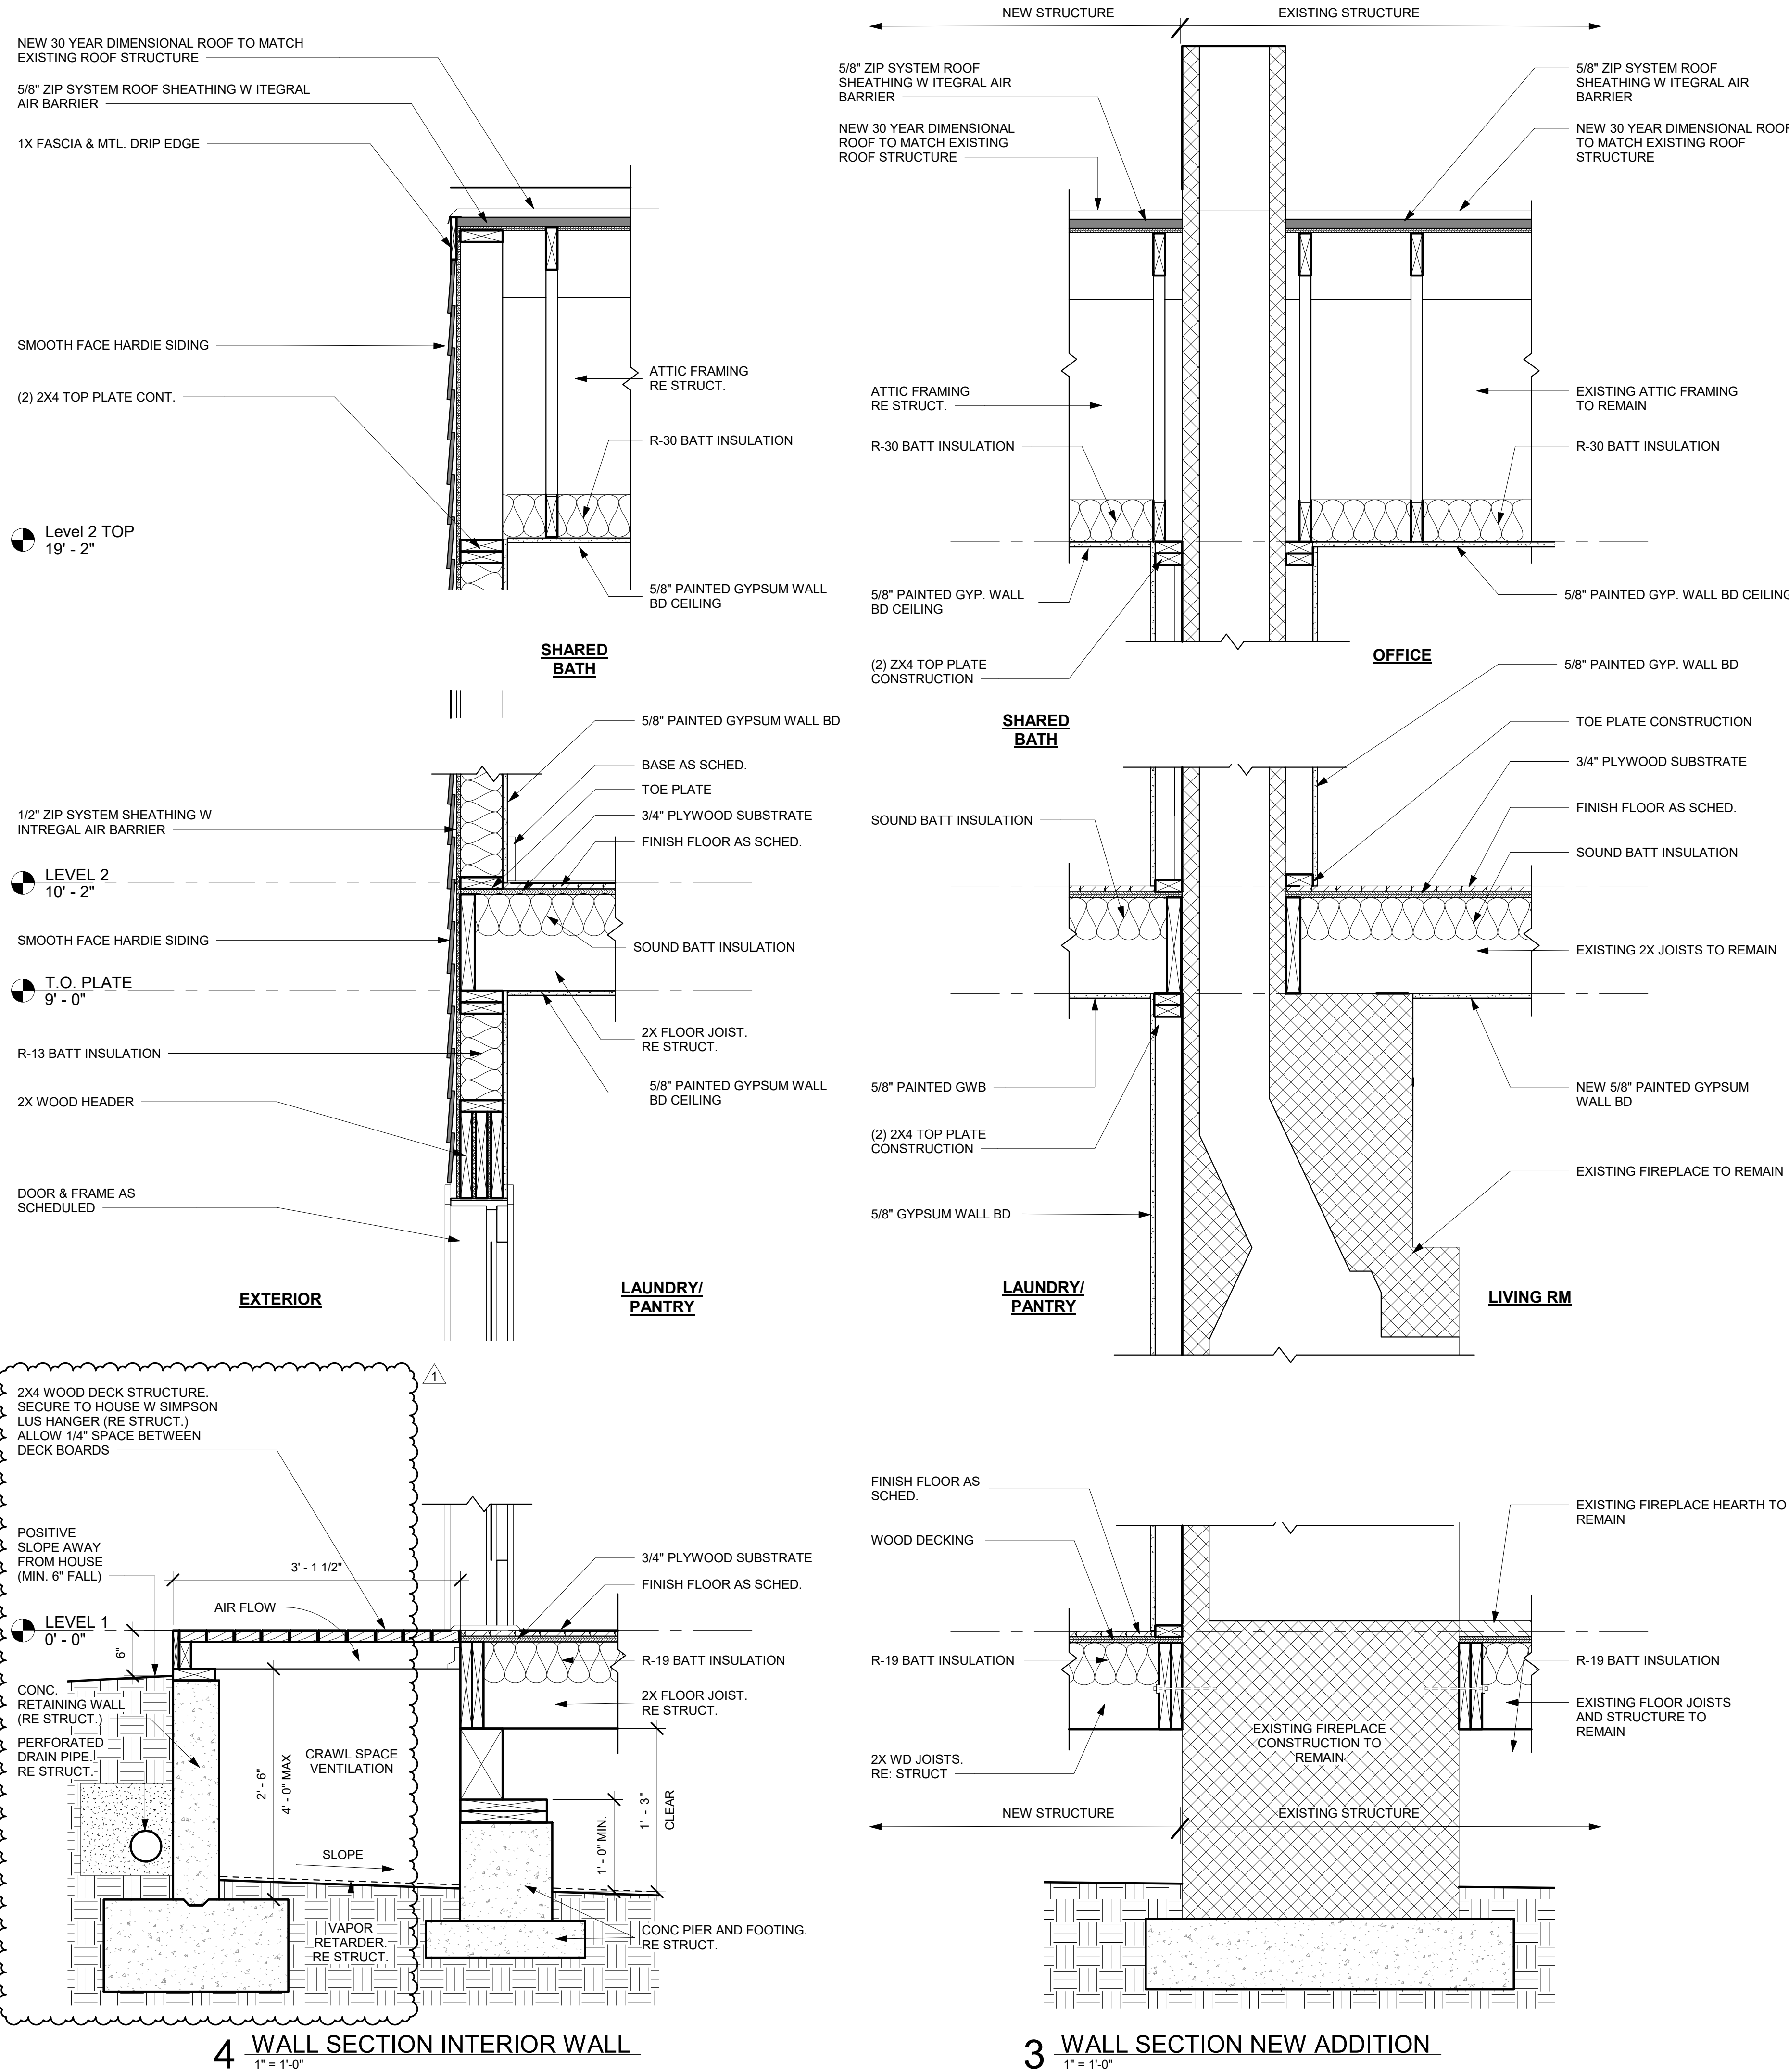 NEW 30 YEAR DIMENSIONAL ROOF TO MATCH
EXISTING ROOF STRUCTURE
5/8" ZIP SYSTEM ROOF SHEATHING W ITEGRAL
AIR BARRIER
1X FASCIA & MTL. DRIP EDGE
SMOOTH FACE HARDIE SIDING
(2) 2X4 TOP PLATE CONT.
ATTIC FRAMING
RE STRUCT.
R-30 BATT INSULATION
Level 2 TOP
19' - 2"
5/8" PAINTED GYPSUM WALL
BD CEILING
SHARED
BATH
5/8" PAINTED GYPSUM WALL BD
BASE AS SCHED.
TOE PLATE
3/4" PLYWOOD SUBSTRATE
FINISH FLOOR AS SCHED.
1/2" ZIP SYSTEM SHEATHING W
INTREGAL AIR BARRIER
LEVEL 2
10' - 2"
SMOOTH FACE HARDIE SIDING
SOUND BATT INSULATION
T.O. PLATE
9' - 0"
R-13 BATT INSULATION
2X FLOOR JOIST.
RE STRUCT.
2X WOOD HEADER
5/8" PAINTED GYPSUM WALL
BD CEILING
DOOR & FRAME AS
SCHEDULED
EXTERIOR
LAUNDRY/
PANTRY
1
2X4 WOOD DECK STRUCTURE.
SECURE TO HOUSE W SIMPSON
LUS HANGER (RE STRUCT.)
ALLOW 1/4" SPACE BETWEEN
DECK BOARDS
POSITIVE
SLOPE AWAY
FROM HOUSE
(MIN. 6" FALL)
3' - 1 1/2"
AIR FLOW
3/4" PLYWOOD SUBSTRATE
FINISH FLOOR AS SCHED.
LEVEL 1
0' - 0"
6"
R-19 BATT INSULATION
CONC.
RETAINING WALL
(RE STRUCT.)
2X FLOOR JOIST.
RE STRUCT.
PERFORATED
DRAIN PIPE.
RE STRUCT.
2' - 6"
4' - 0" MAX
CRAWL SPACE
VENTILATION
1' - 3"
CLEAR
1' - 0" MIN.
SLOPE
VAPOR
RETARDER.
RE STRUCT.
CONC PIER AND FOOTING.
RE STRUCT.
4 WALL SECTION INTERIOR WALL
1" = 1'-0"
NEW STRUCTURE
EXISTING STRUCTURE
5/8" ZIP SYSTEM ROOF
SHEATHING W ITEGRAL AIR
BARRIER
NEW 30 YEAR DIMENSIONAL
ROOF TO MATCH EXISTING
ROOF STRUCTURE
5/8" ZIP SYSTEM ROOF
SHEATHING W ITEGRAL AIR
BARRIER
NEW 30 YEAR DIMENSIONAL ROOF
TO MATCH EXISTING ROOF
STRUCTURE
ATTIC FRAMING
RE STRUCT.
EXISTING ATTIC FRAMING
TO REMAIN
R-30 BATT INSULATION
R-30 BATT INSULATION
5/8" PAINTED GYP. WALL
BD CEILING
5/8" PAINTED GYP. WALL BD CEILING
(2) ZX4 TOP PLATE
CONSTRUCTION
OFFICE
5/8" PAINTED GYP. WALL BD
SHARED
BATH
TOE PLATE CONSTRUCTION
3/4" PLYWOOD SUBSTRATE
FINISH FLOOR AS SCHED.
SOUND BATT INSULATION
SOUND BATT INSULATION
EXISTING 2X JOISTS TO REMAIN
5/8" PAINTED GWB
NEW 5/8" PAINTED GYPSUM
WALL BD
(2) 2X4 TOP PLATE
CONSTRUCTION
EXISTING FIREPLACE TO REMAIN
5/8" GYPSUM WALL BD
LAUNDRY/
PANTRY
LIVING RM
FINISH FLOOR AS
SCHED.
EXISTING FIREPLACE HEARTH TO
REMAIN
WOOD DECKING
R-19 BATT INSULATION
R-19 BATT INSULATION
EXISTING FLOOR JOISTS
AND STRUCTURE TO
REMAIN
EXISTING FIREPLACE
CONSTRUCTION TO
REMAIN
2X WD JOISTS.
RE: STRUCT
NEW STRUCTURE
EXISTING STRUCTURE
3 WALL SECTION NEW ADDITION
1" = 1'-0"